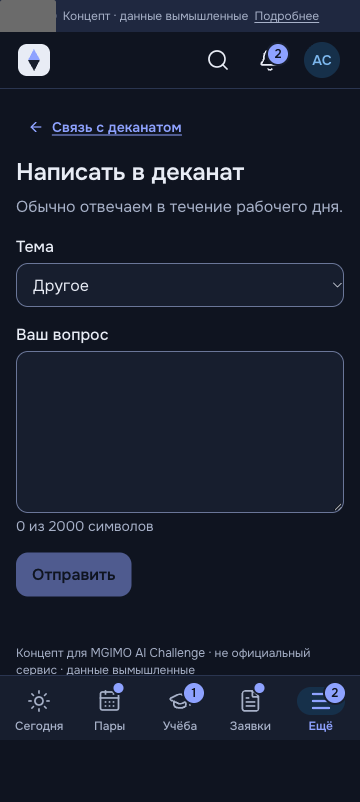 Концепт · данные вымышленные Подробнее
2
АС
Связь с деканатом
Написать в деканат
Обычно отвечаем в течение рабочего дня.
Тема
Другое
Ваш вопрос
0 из 2000 символов
Отправить
Концепт для MGIMO AI Challenge · не официальный
сервис · данные вымышленные
1
2
Сегодня
Пары
Учёба
Заявки
Ещё